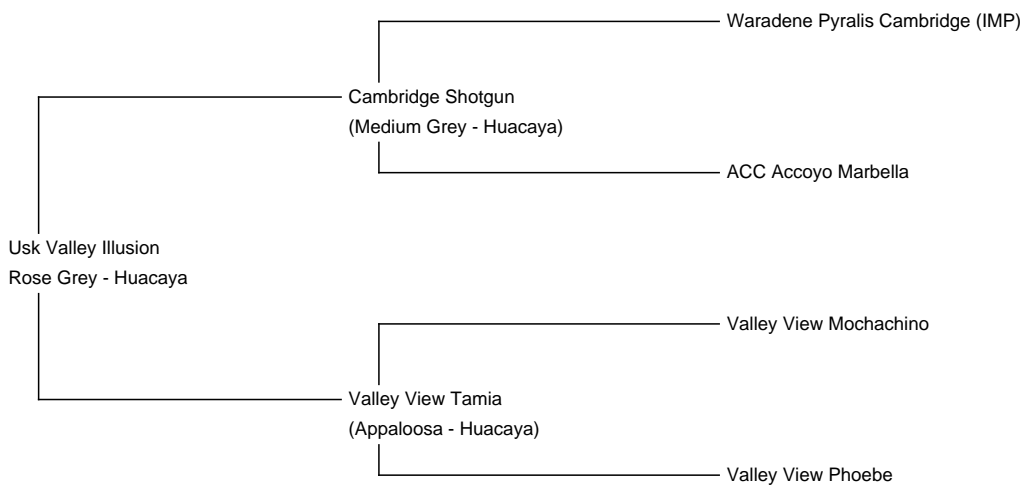 Waradene Pyralis Cambridge (IMP)
Cambridge Shotgun
(Medium Grey - Huacaya)
ACC Accoyo Marbella
Usk Valley Illusion
Rose Grey - Huacaya
Valley View Mochachino
Valley View Tamia
(Appaloosa - Huacaya)
Valley View Phoebe